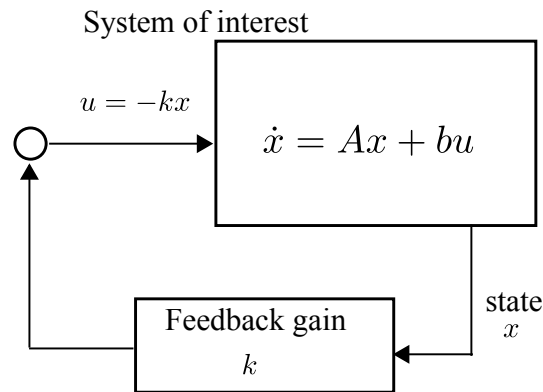 System of interest
u = −kx
ẋ = Ax + bu
state
x
Feedback gain
k